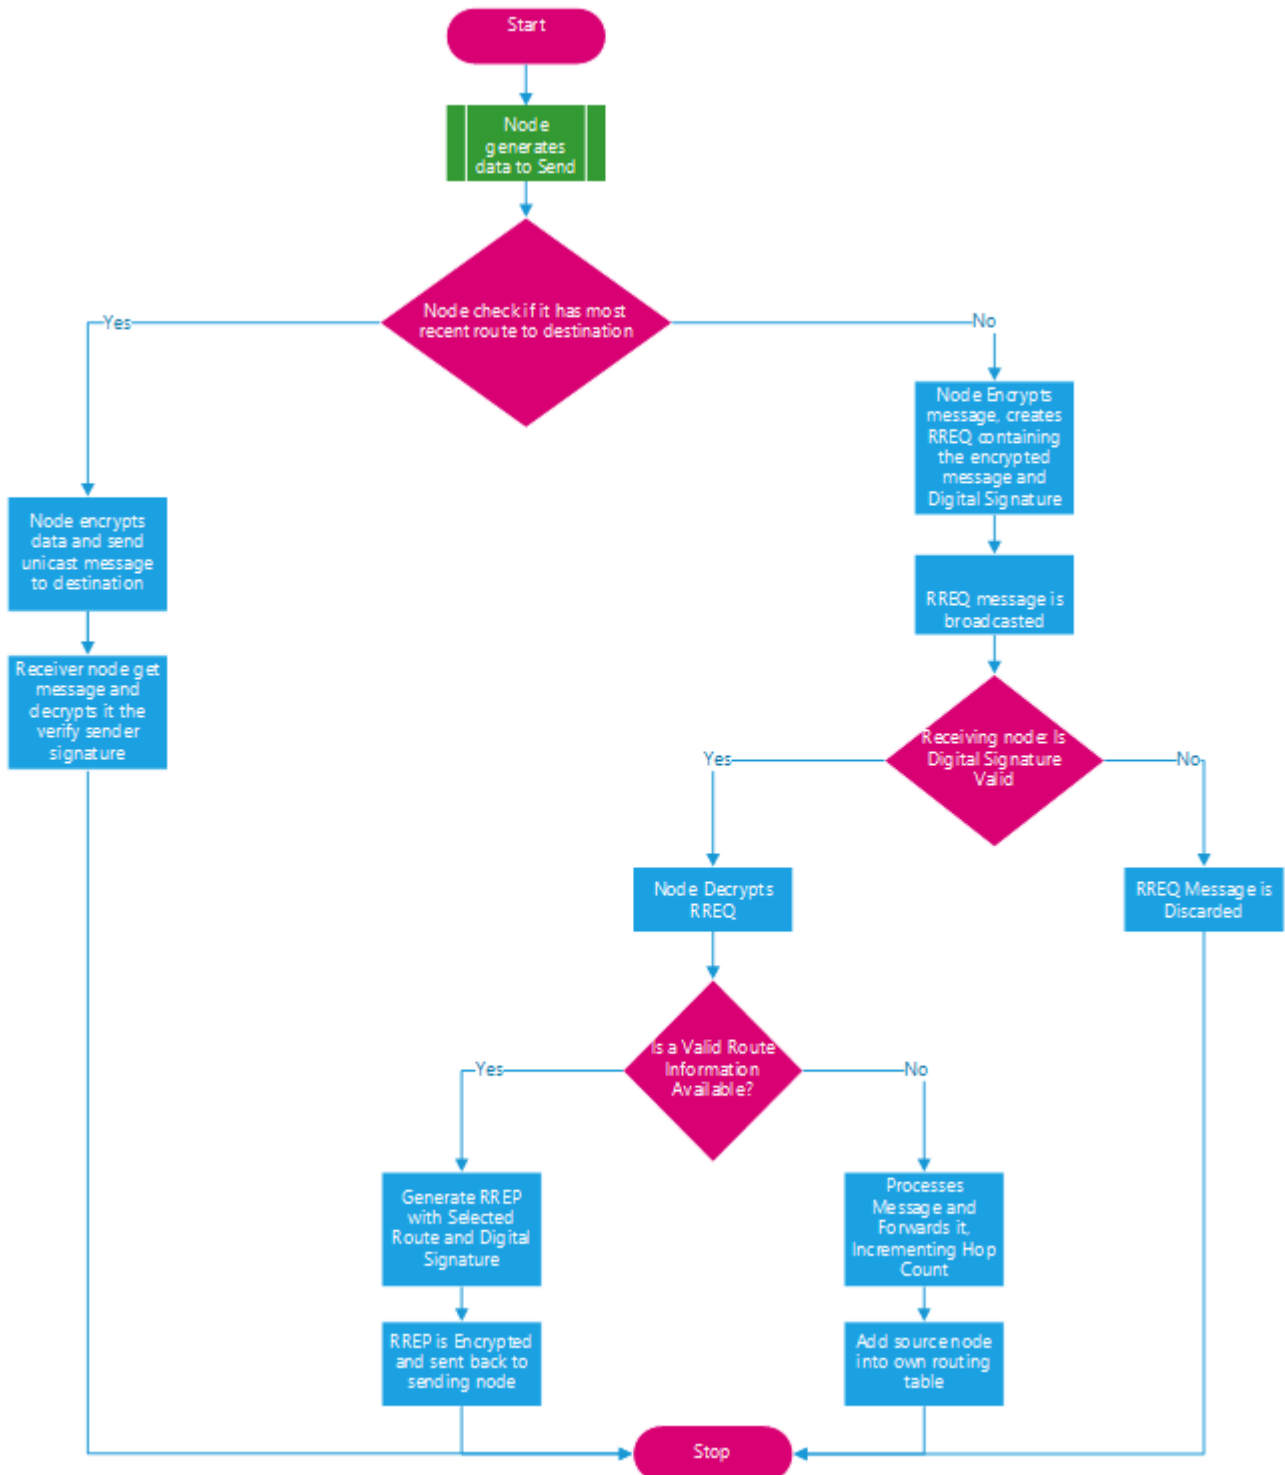 Start
Node
generates
data to Send
Node check if it has most
recent route to destination
Yes
No
Node Encrypts
message, creates
RREQ containing
the encrypted
message and
Digital Signature
Node encrypts
data and send
unicast message
to destination
RREQ message is
broadcasted
Receiver node get
message and
decrypts it the
verify sender
signature
Receiving node: Is
Digital Signature
Valid
Yes
No
Node Decrypts
RREQ
RREQ Message is
Discarded
Is a Valid Route
Information
Available?
Yes
No
Generate RREP
with Selected
Route and Digital
Signature
Processes
Message and
Forwards it,
Incrementing Hop
Count
RREP is Encrypted
and sent back to
sending node
Add source node
into own routing
table
Stop